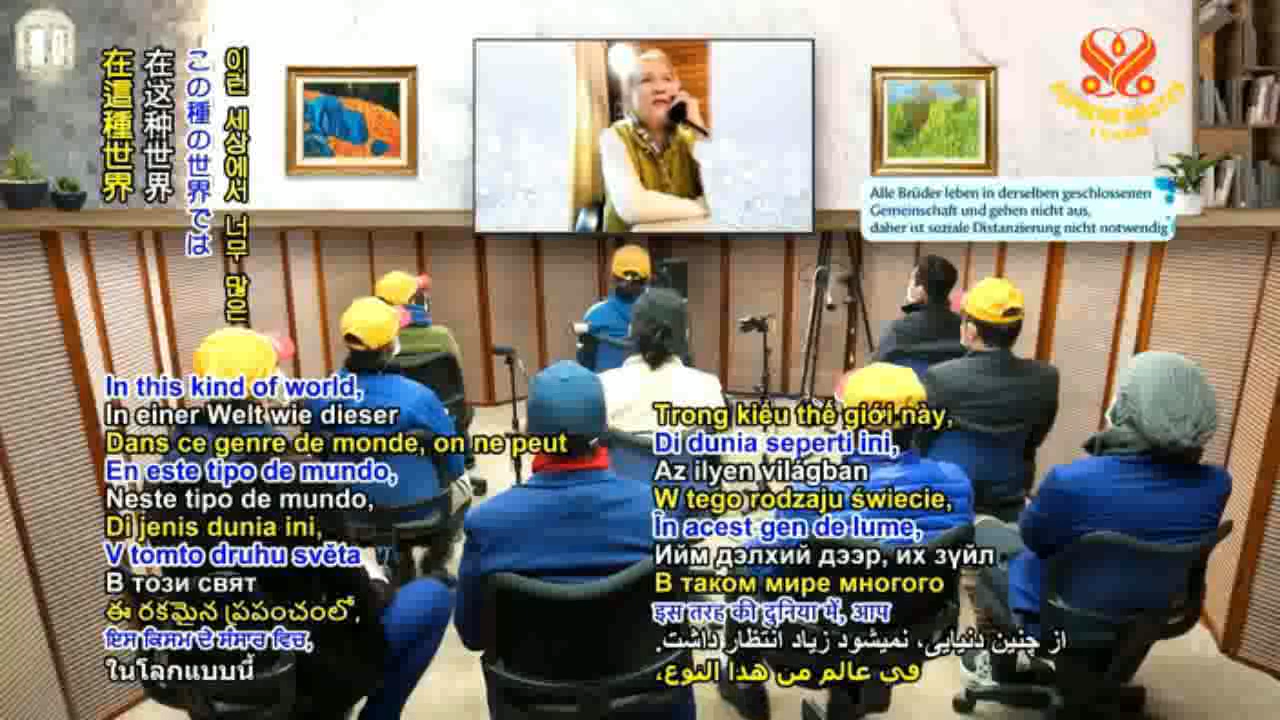 이런 세상에서 너무 많은
この種の世界では
在这种世界
在這種世界
Alle Brüder leben in derselben geschlossenen
Gemeinschaft und gehen nicht aus,
daher ist soziale Distanzierung nicht notwendig
In this kind of world,
In einer Welt wie dieser
Dans ce genre de monde, on ne peut
En este tipo de mundo,
Neste tipo de mundo,
Di jenis dunia ini,
V tomto druhu světa
В този свят
ఈ రకమైన ప్రపంచంలో,
ਇਸ ਕਿਸਮ ਦੇ ਸੰਸਾਰ ਵਿਚ,
ในโลกแบบนี้
Trong kiểu thế giới này,
Di dunia seperti ini,
Az ilyen világban
W tego rodzaju świecie,
În acest gen de lume,
Ийм дэлхий дээр, их зүйл
В таком мире многого
इस तरह की दुनिया में, आप
از چنین دنیایی، نمیشود زیاد انتظار داشت.
في عالم من هذا النوع،